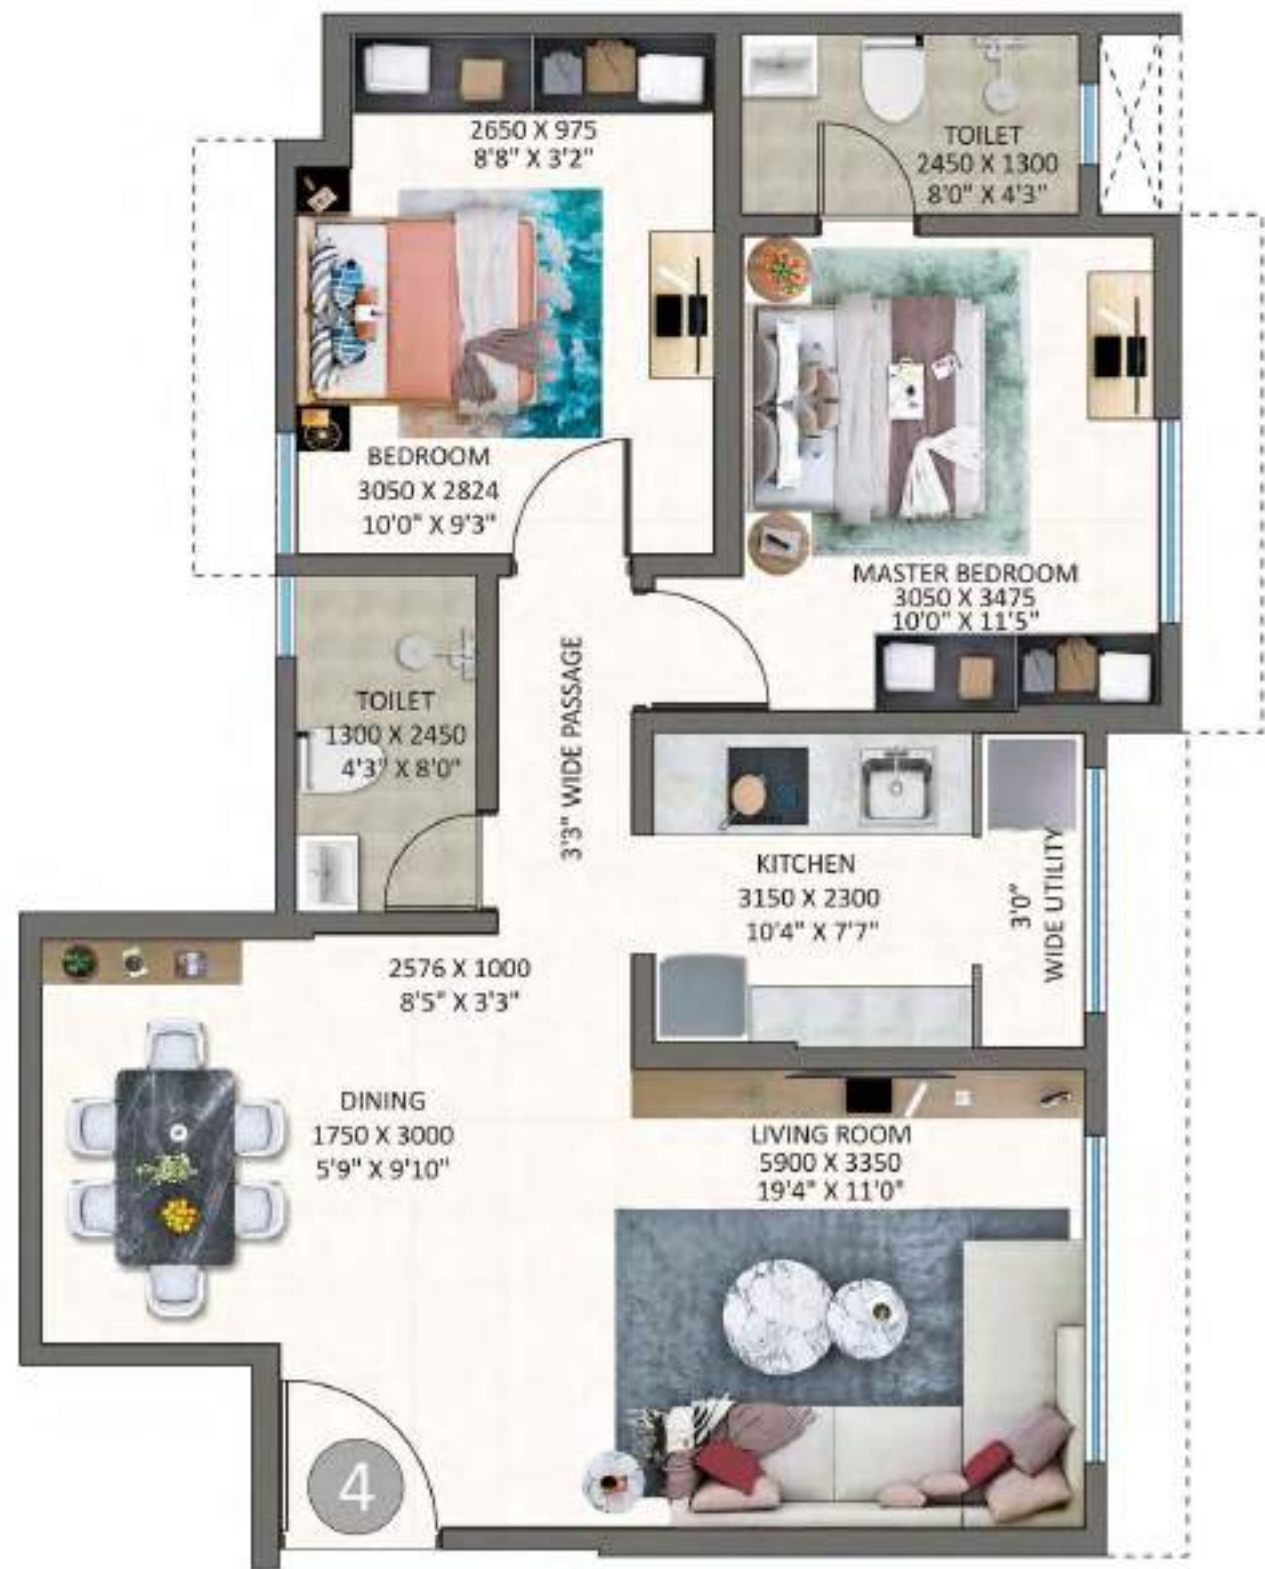 2650 X 975
8'8" X 3'2"
TOILET
2450 X 1300
8'0" X 4'3"
BEDROOM
3050 X 2824
10'0" X 9'3"
MASTER BEDROOM
3050 X 3475
10'0" X 11'5"
TOILET
1300 X 2450
4'3" X 8'0"
3'3" WIDE PASSAGE
KITCHEN
3150 X 2300
10'4" X 7'7"
3'0"
WIDE UTILITY
2576 X 1000
8'5" X 3'3"
DINING
1750 X 3000
5'9" X 9'10"
LIVING ROOM
5900 X 3350
19'4" X 11'0"
4